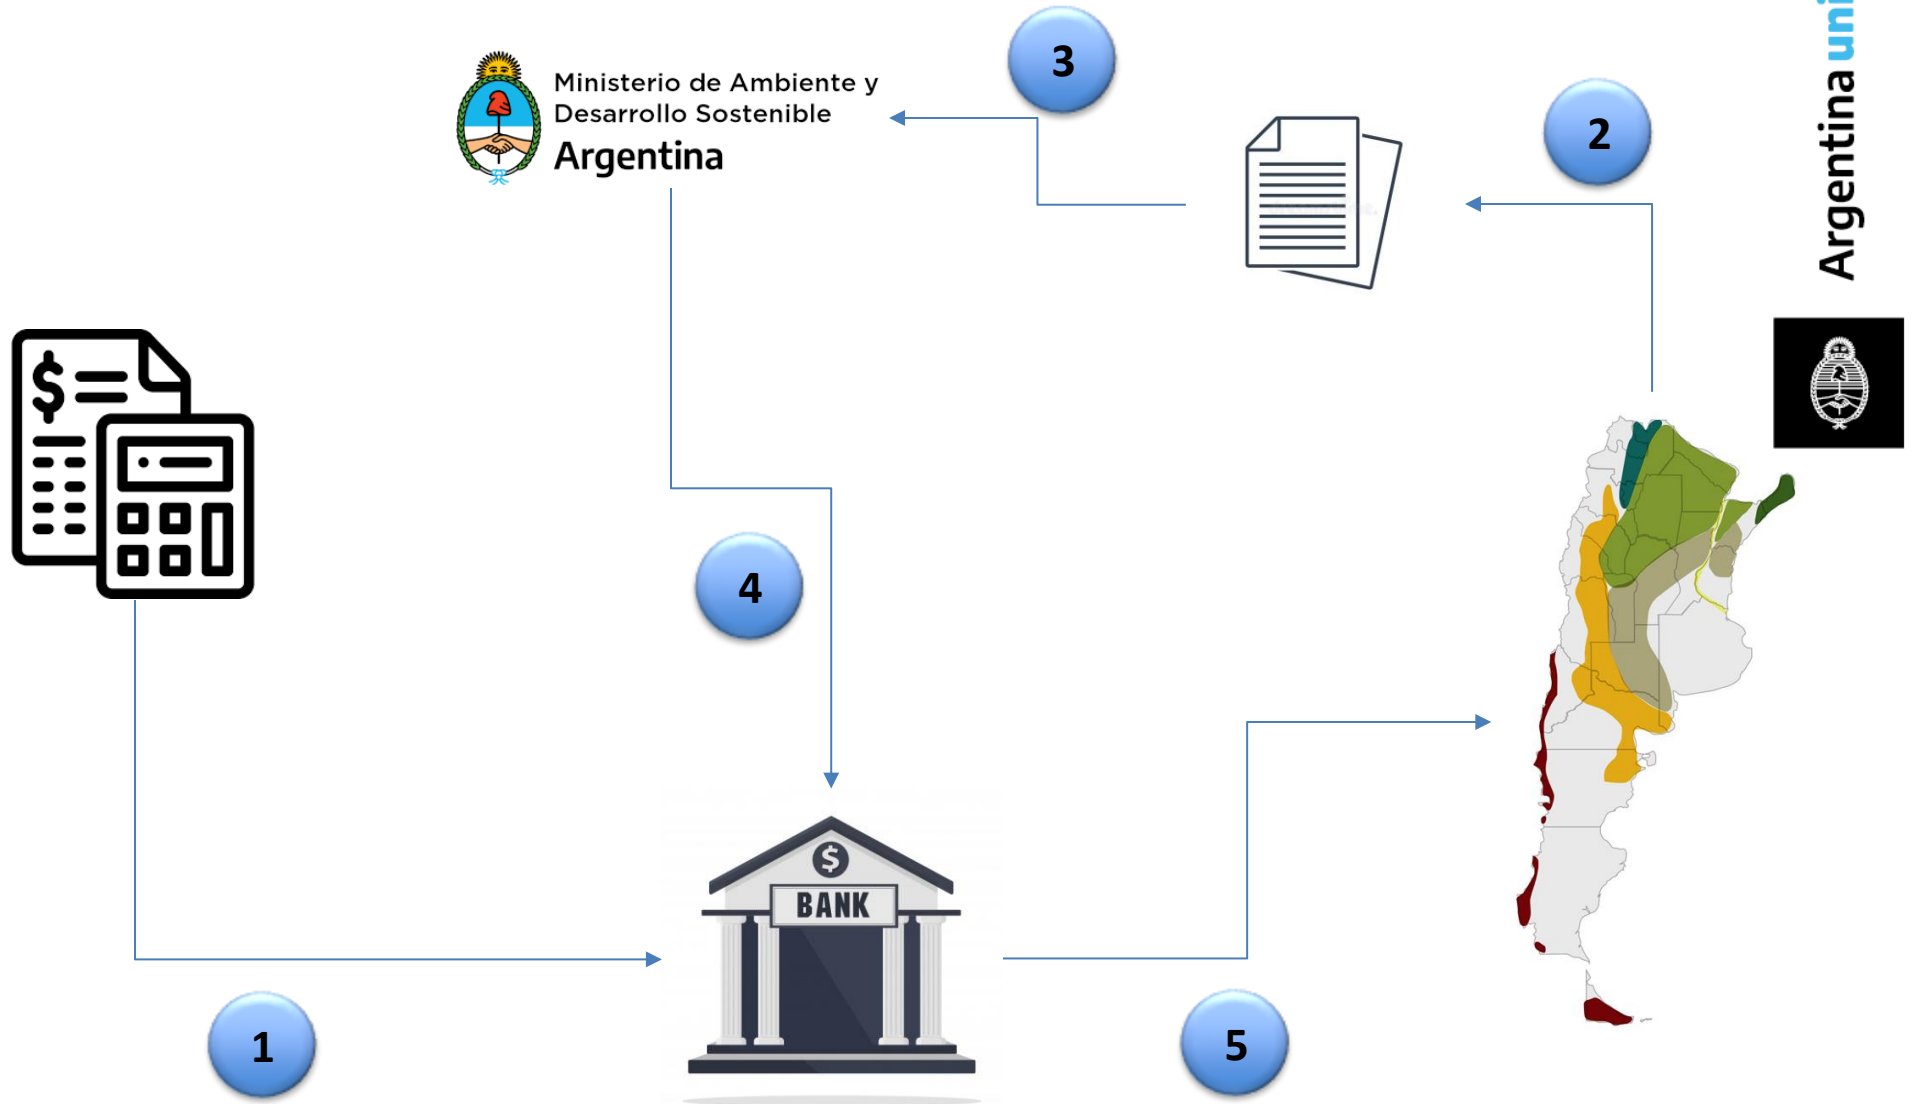 3
Ministerio de Ambiente y
Desarrollo Sostenible
Argentina
2
Argentina uni
$
4
$
BANK
1
5